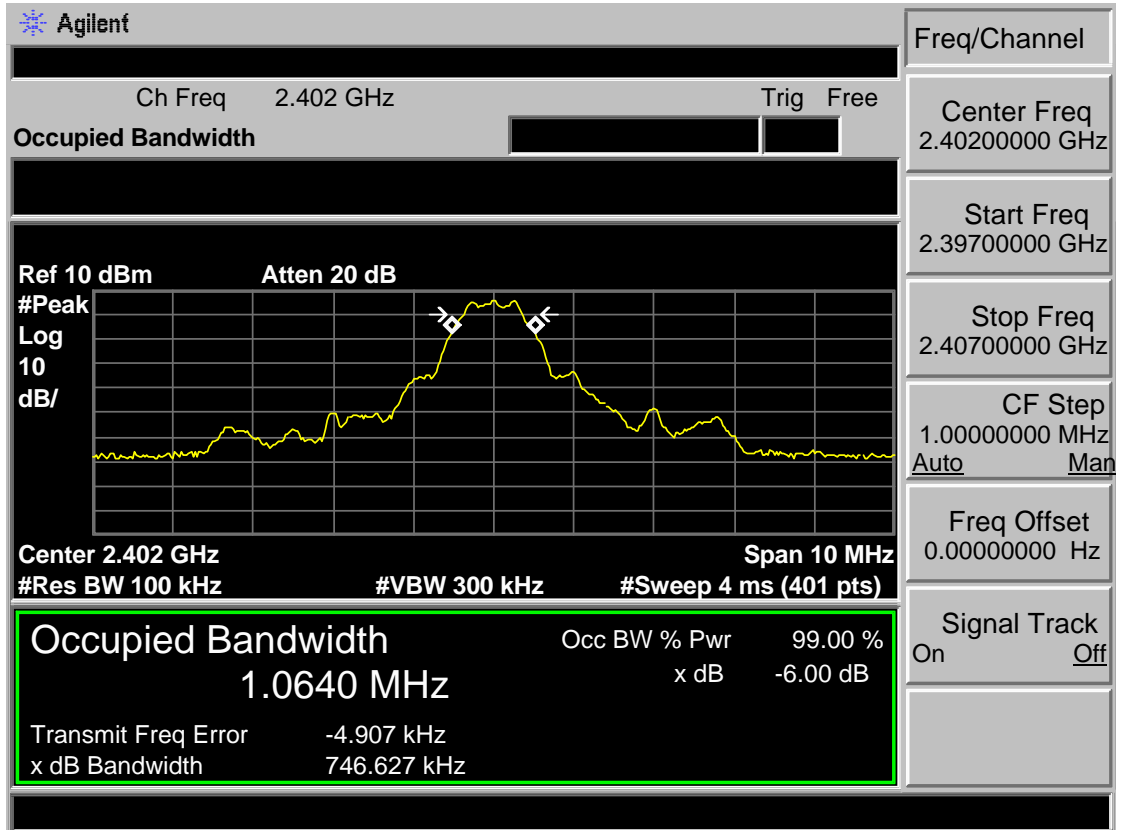 Agilent
Freq/Channel
Ch Freq 2.402 GHz Trig Free
Occupied Bandwidth
Center Freq
2.40200000 GHz
Start Freq
2.39700000 GHz
Stop Freq
2.40700000 GHz
CF Step
1.00000000 MHz
Auto Man
Freq Offset
0.00000000 Hz
Signal Track
On Off
Ref 10 dBm Atten 20 dB
#Peak
Log
10
dB/
Center 2.402 GHz Span 10 MHz
#Res BW 100 kHz #VBW 300 kHz #Sweep 4 ms (401 pts)
Occupied Bandwidth
1.0640 MHz
Occ BW % Pwr 99.00 %
x dB -6.00 dB
Transmit Freq Error -4.907 kHz
x dB Bandwidth 746.627 kHz